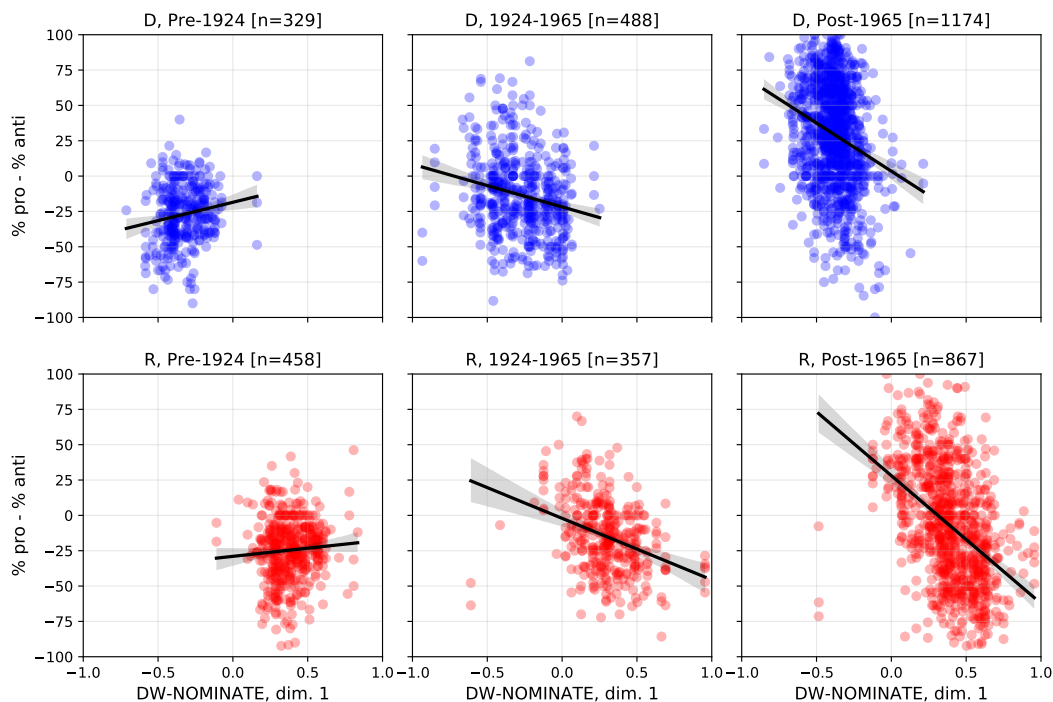 D, Pre-1924 [n=329]
D, 1924-1965 [n=488]
D, Post-1965 [n=1174]
% pro - % anti
100
75
50
25
0
−25
−50
−75
−100
R, Pre-1924 [n=458]
R, 1924-1965 [n=357]
R, Post-1965 [n=867]
% pro - % anti
100
75
50
25
0
−25
−50
−75
−100
−1.0 −0.5 0.0 0.5 1.0
−1.0 −0.5 0.0 0.5 1.0
−1.0 −0.5 0.0 0.5 1.0
DW-NOMINATE, dim. 1
DW-NOMINATE, dim. 1
DW-NOMINATE, dim. 1